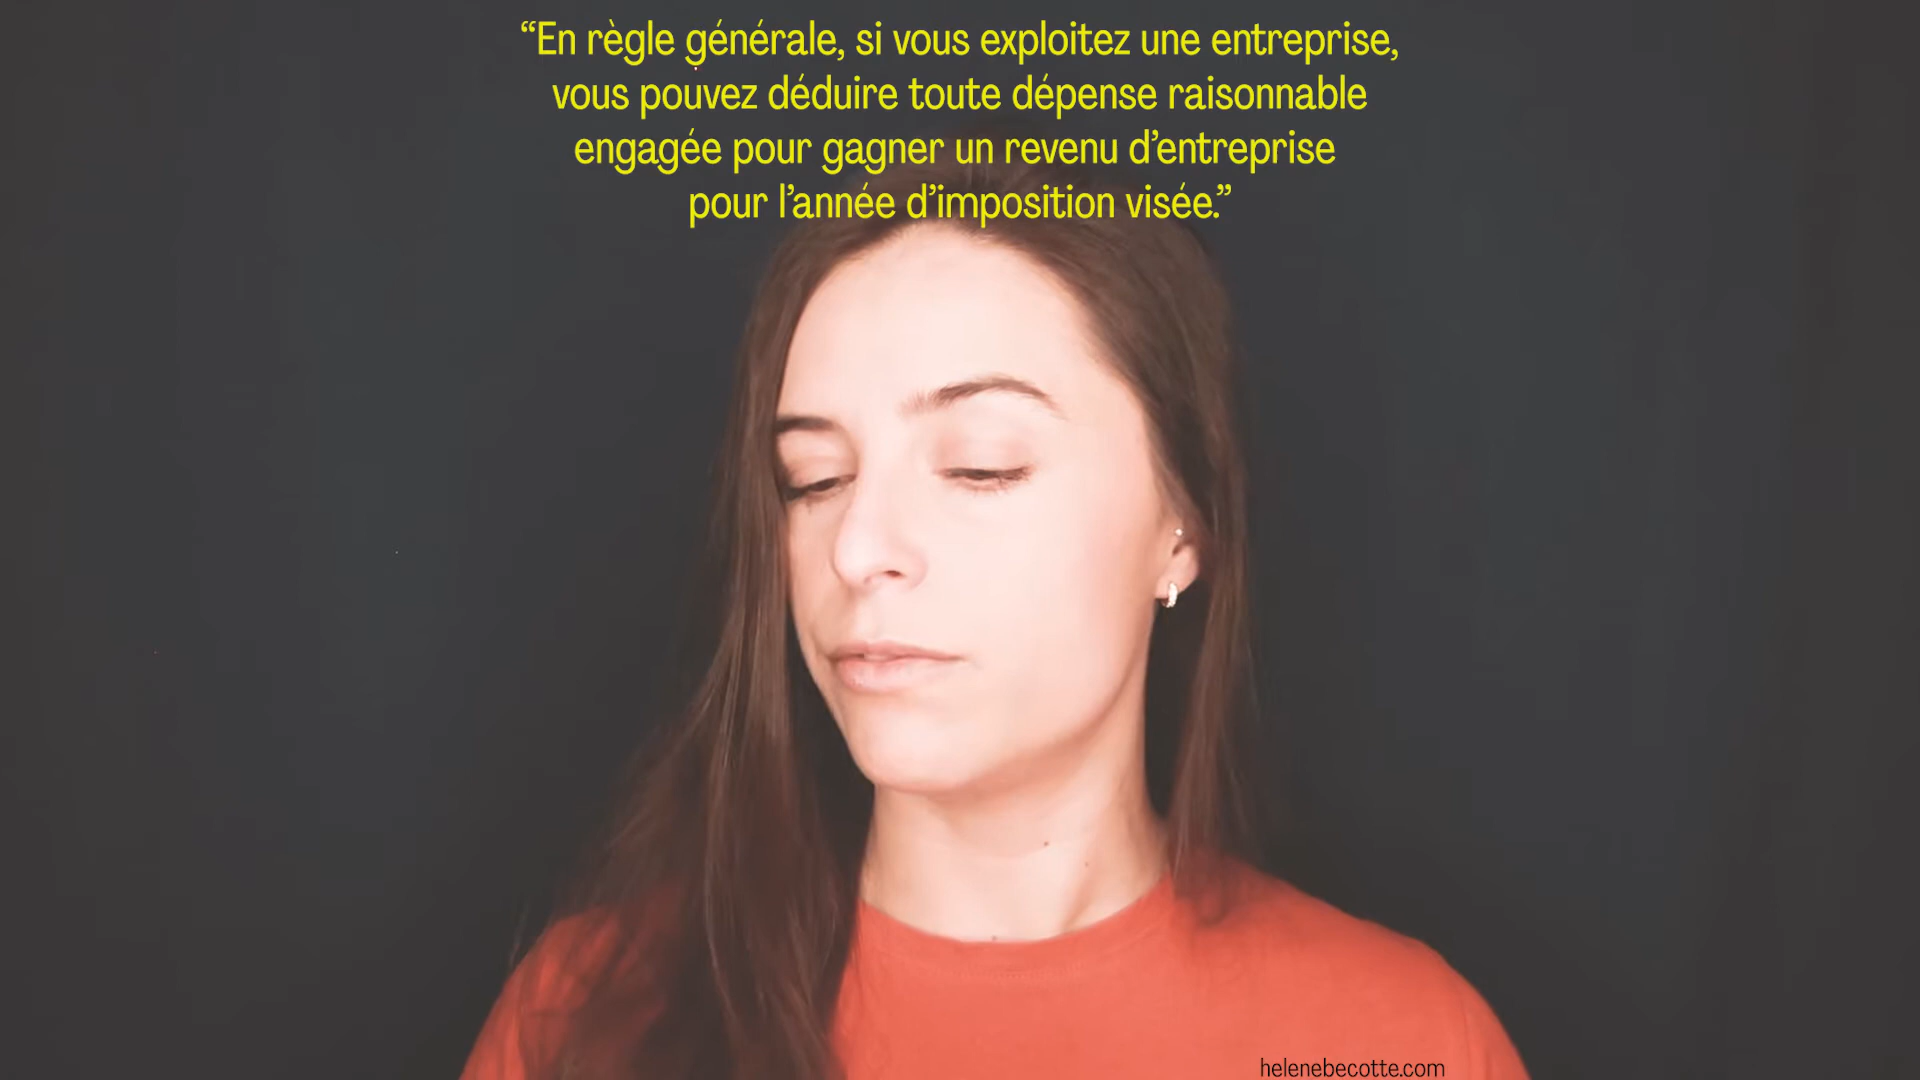 “En règle générale, si vous exploitez une entreprise,
vous pouvez déduire toute dépense raisonnable
engagée pour gagner un revenu d’entreprise
pour l’année d’imposition visée.”
helenebecotte.com